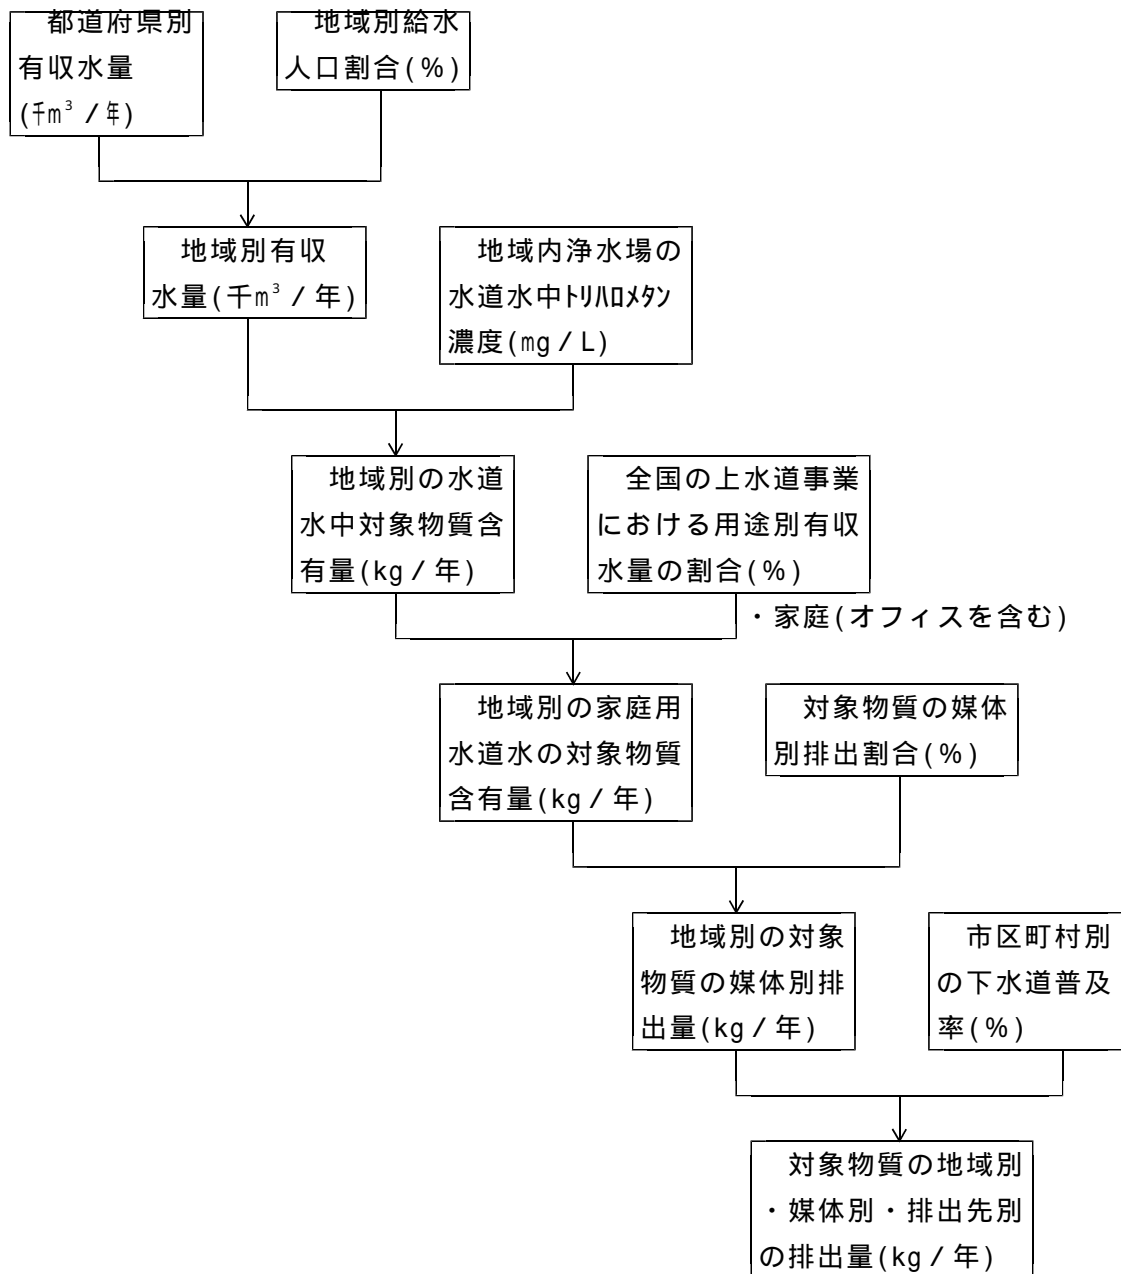 都道府県別
有収水量
(千m³/年)
地域別給水
人口割合(%)
地域別有収
水量(千m³/年)
地域内浄水場の
水道水中トリハロメタン
濃度(mg/L)
地域別の水道
水中対象物質含
有量(kg/年)
全国の上水道事業
における用途別有収
水量の割合(%)
・家庭(オフィスを含む)
地域別の家庭用
水道水の対象物質
含有量(kg/年)
対象物質の媒体
別排出割合(%)
地域別の対象
物質の媒体別排
出量(kg/年)
市区町村別
の下水道普及
率(%)
対象物質の地域別
・媒体別・排出先別
の排出量(kg/年)